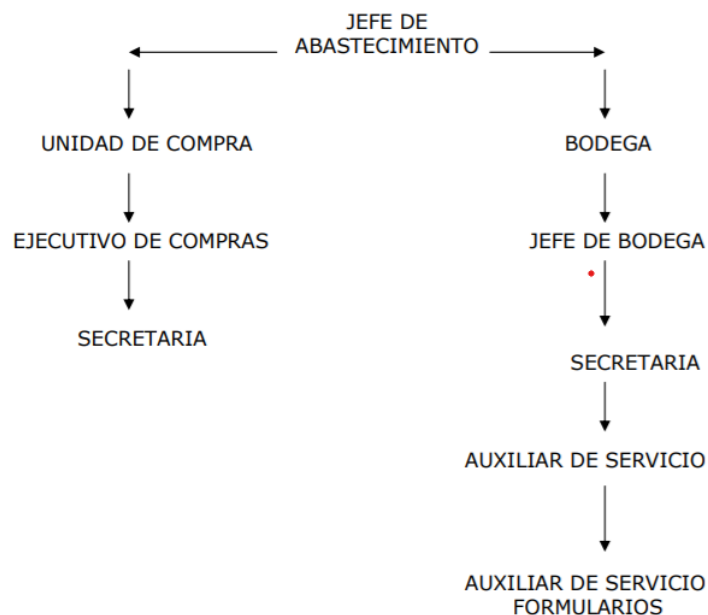 JEFE DE
ABASTECIMIENTO
UNIDAD DE COMPRA
BODEGA
EJECUTIVO DE COMPRAS
JEFE DE BODEGA
SECRETARIA
SECRETARIA
AUXILIAR DE SERVICIO
AUXILIAR DE SERVICIO
FORMULARIOS